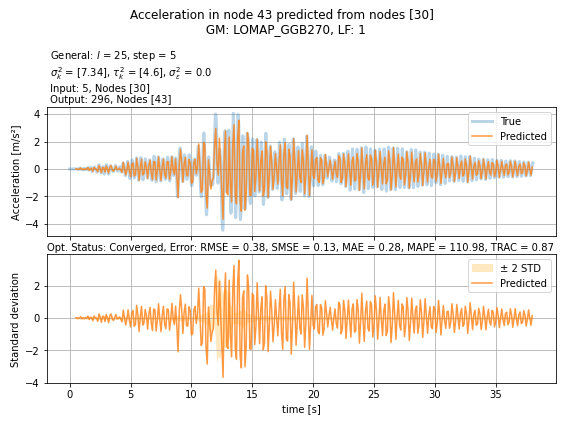 Acceleration in node 43 predicted from nodes [30]
GM: LOMAP_GGB270, LF: 1
General: l = 25, step = 5
σ²ₖ = [7.34], τ²ₖ = [4.6], σ²ε = 0.0
Input: 5, Nodes [30]
Output: 296, Nodes [43]
Acceleration [m/s²]
4
2
0
−2
−4
True
Predicted
Opt. Status: Converged, Error: RMSE = 0.38, SMSE = 0.13, MAE = 0.28, MAPE = 110.98, TRAC = 0.87
Standard deviation
2
0
−2
−4
± 2 STD
Predicted
0 5 10 15 20 25 30 35
time [s]